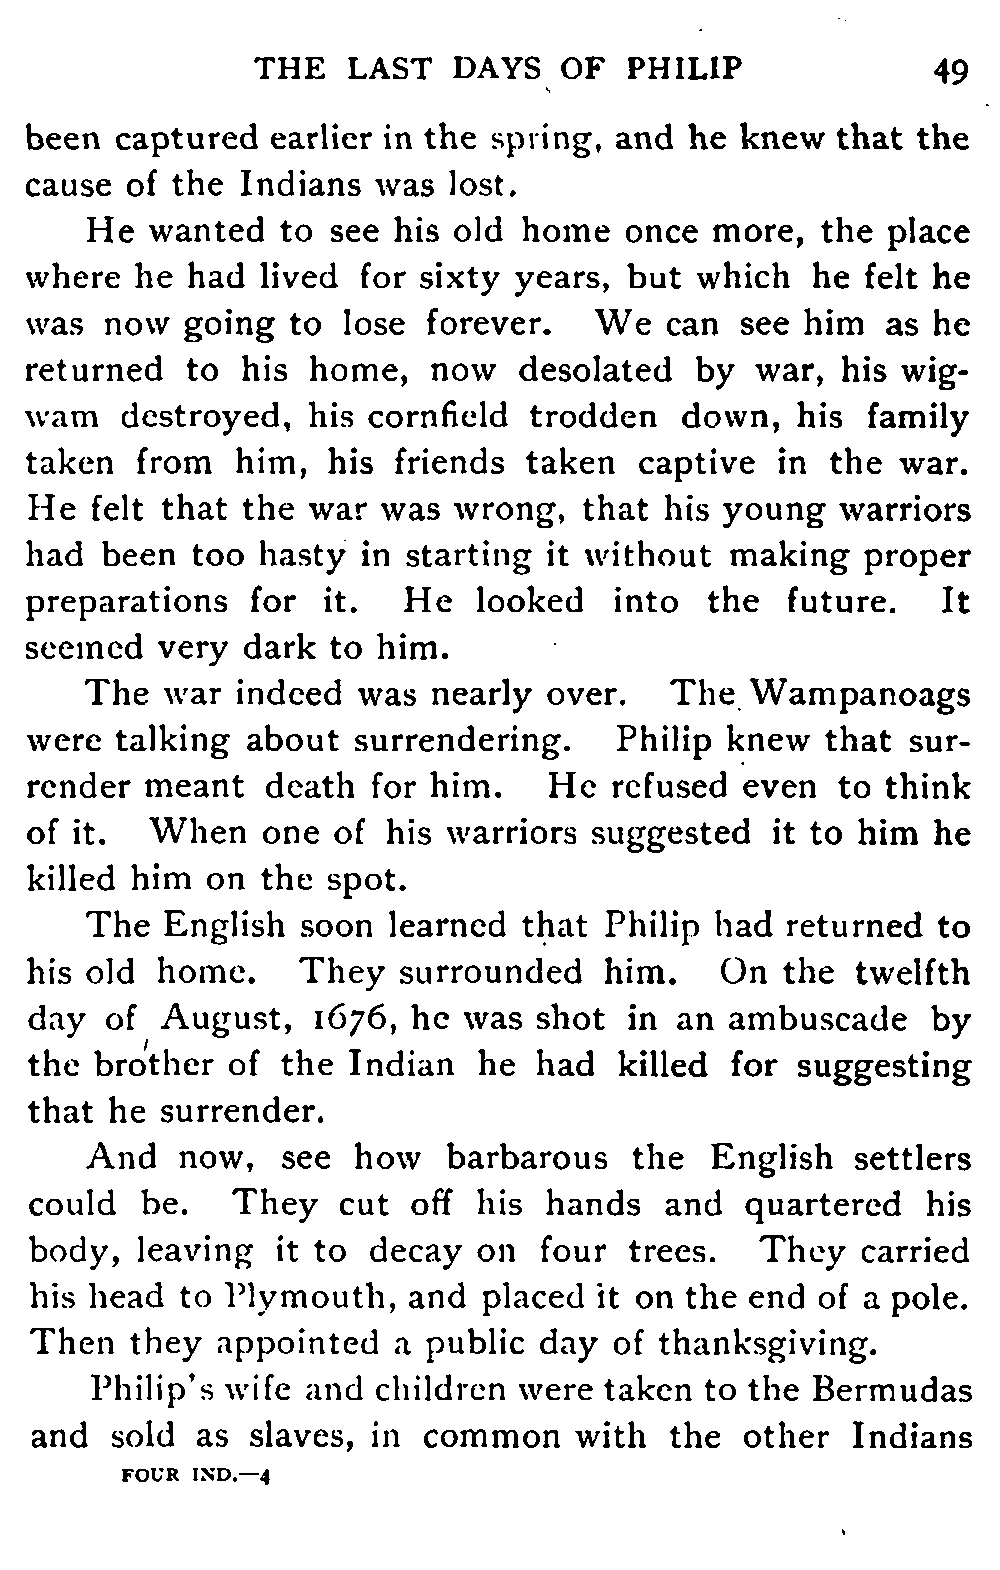 THE LAST DAYS OF PHILIP 49
been captured earlier in the spring, and he knew that the
cause of the Indians was lost.
He wanted to see his old home once more, the place
where he had lived for sixty years, but which he felt he
was now going to lose forever. We can see him as he
returned to his home, now desolated by war, his wig-
wam destroyed, his cornfield trodden down, his family
taken from him, his friends taken captive in the war.
He felt that the war was wrong, that his young warriors
had been too hasty in starting it without making proper
preparations for it. He looked into the future. It
seemed very dark to him.
The war indeed was nearly over. The Wampanoags
were talking about surrendering. Philip knew that sur-
render meant death for him. He refused even to think
of it. When one of his warriors suggested it to him he
killed him on the spot.
The English soon learned that Philip had returned to
his old home. They surrounded him. On the twelfth
day of August, 1676, he was shot in an ambuscade by
the brother of the Indian he had killed for suggesting
that he surrender.
And now, see how barbarous the English settlers
could be. They cut off his hands and quartered his
body, leaving it to decay on four trees. They carried
his head to Plymouth, and placed it on the end of a pole.
Then they appointed a public day of thanksgiving.
Philip's wife and children were taken to the Bermudas
and sold as slaves, in common with the other Indians
FOUR IND.—4